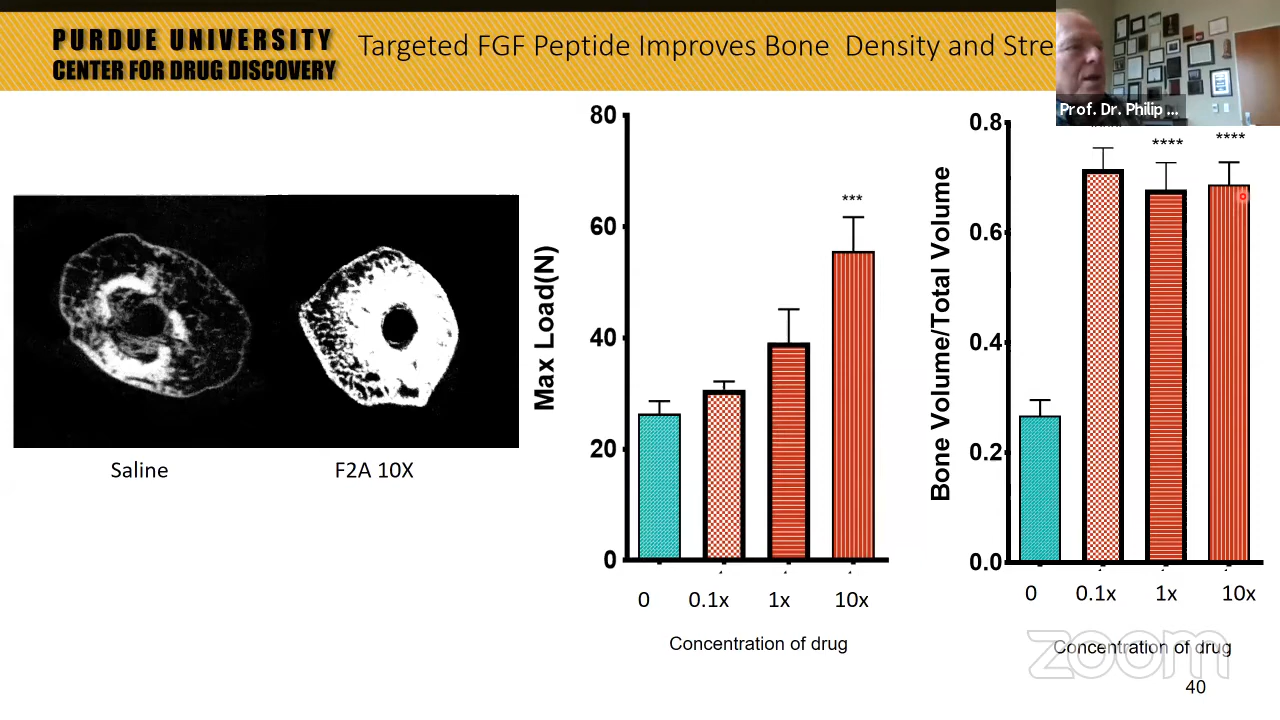 PURDUE UNIVERSITY
CENTER FOR DRUG DISCOVERY
Targeted FGF Peptide Improves Bone Density and Stre
Prof. Dr. Philip ...
Saline
F2A 10X
Max Load(N)
80
60
40
20
0
***
0 0.1x 1x 10x
Concentration of drug
Bone Volume/Total Volume
0.8
0.6
0.4
0.2
0.0
**** ****
0 0.1x 1x 10x
Concentration of drug
zoom
40